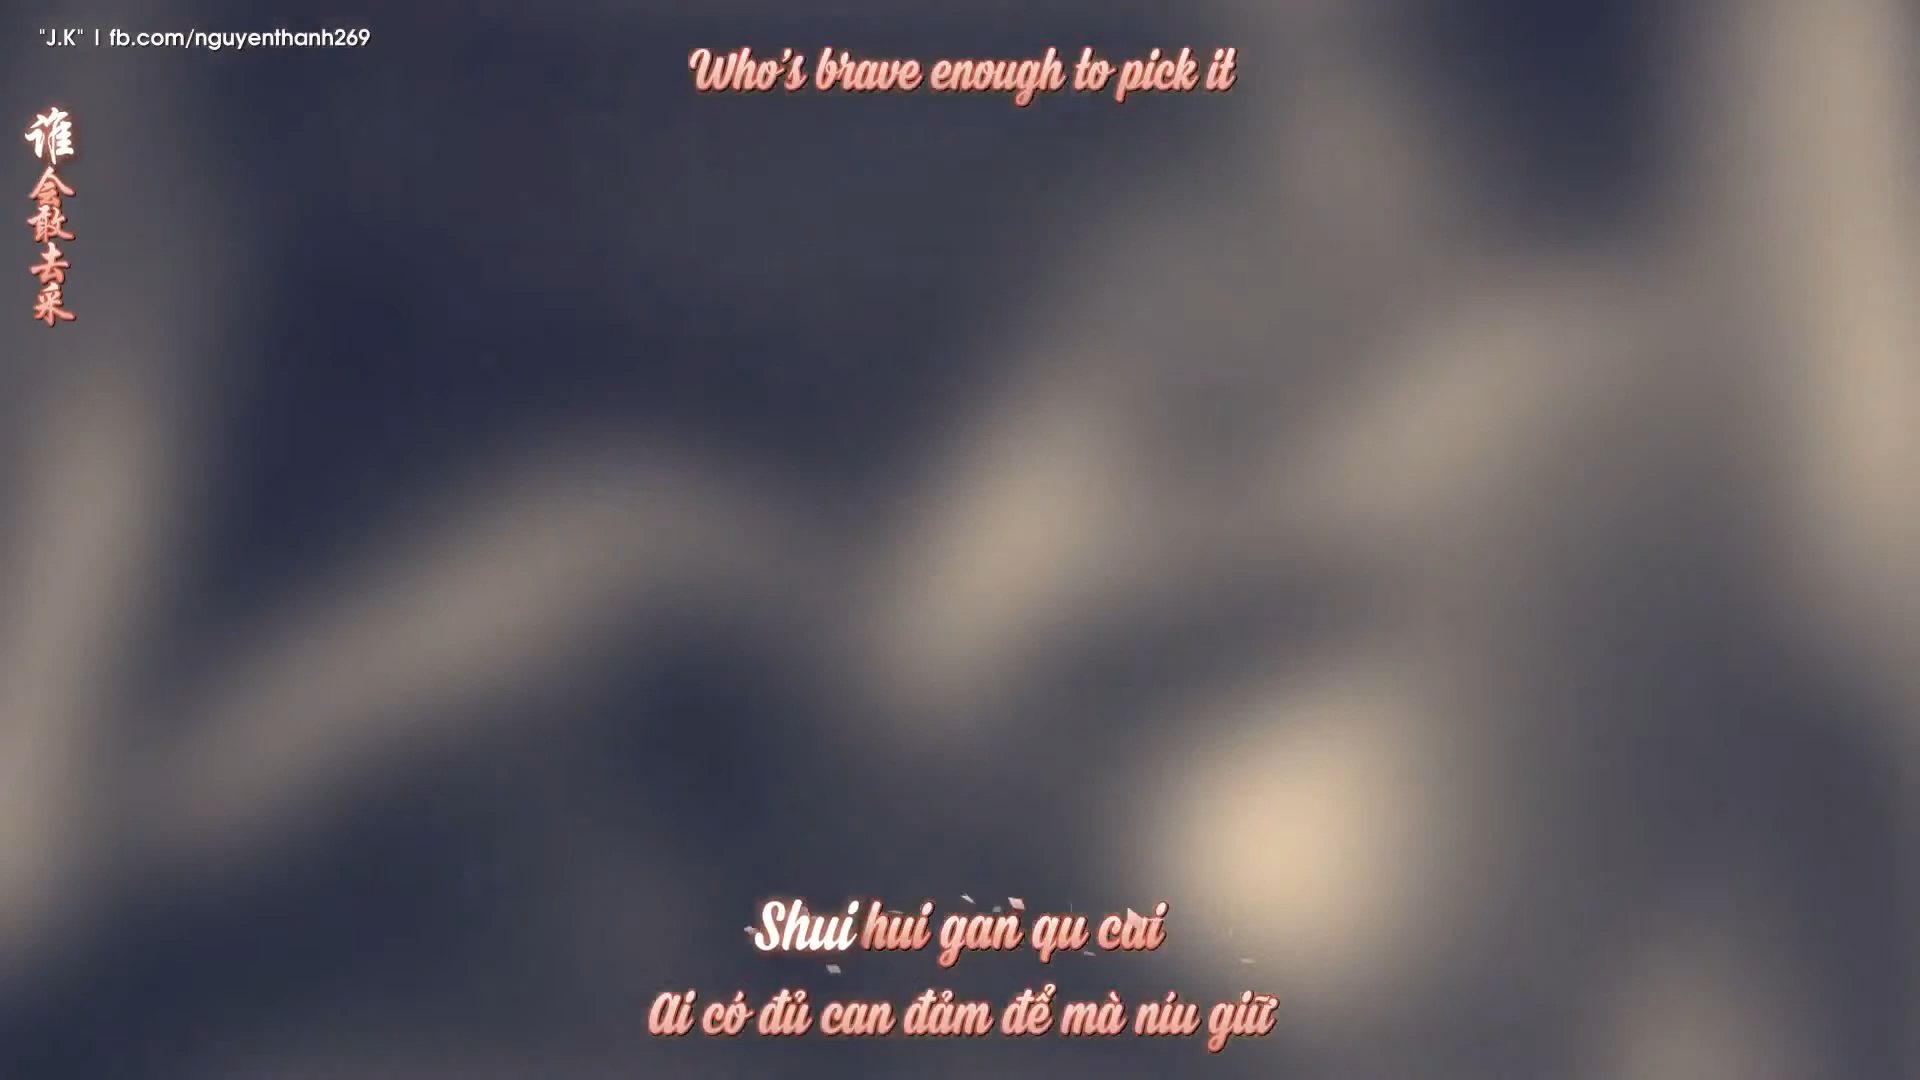 "J.K" | fb.com/nguyenthanh269
Who's brave enough to pick it
谁会敢去采
Shui hui gan qu cai
Ai có đủ can đảm để mà níu giữ